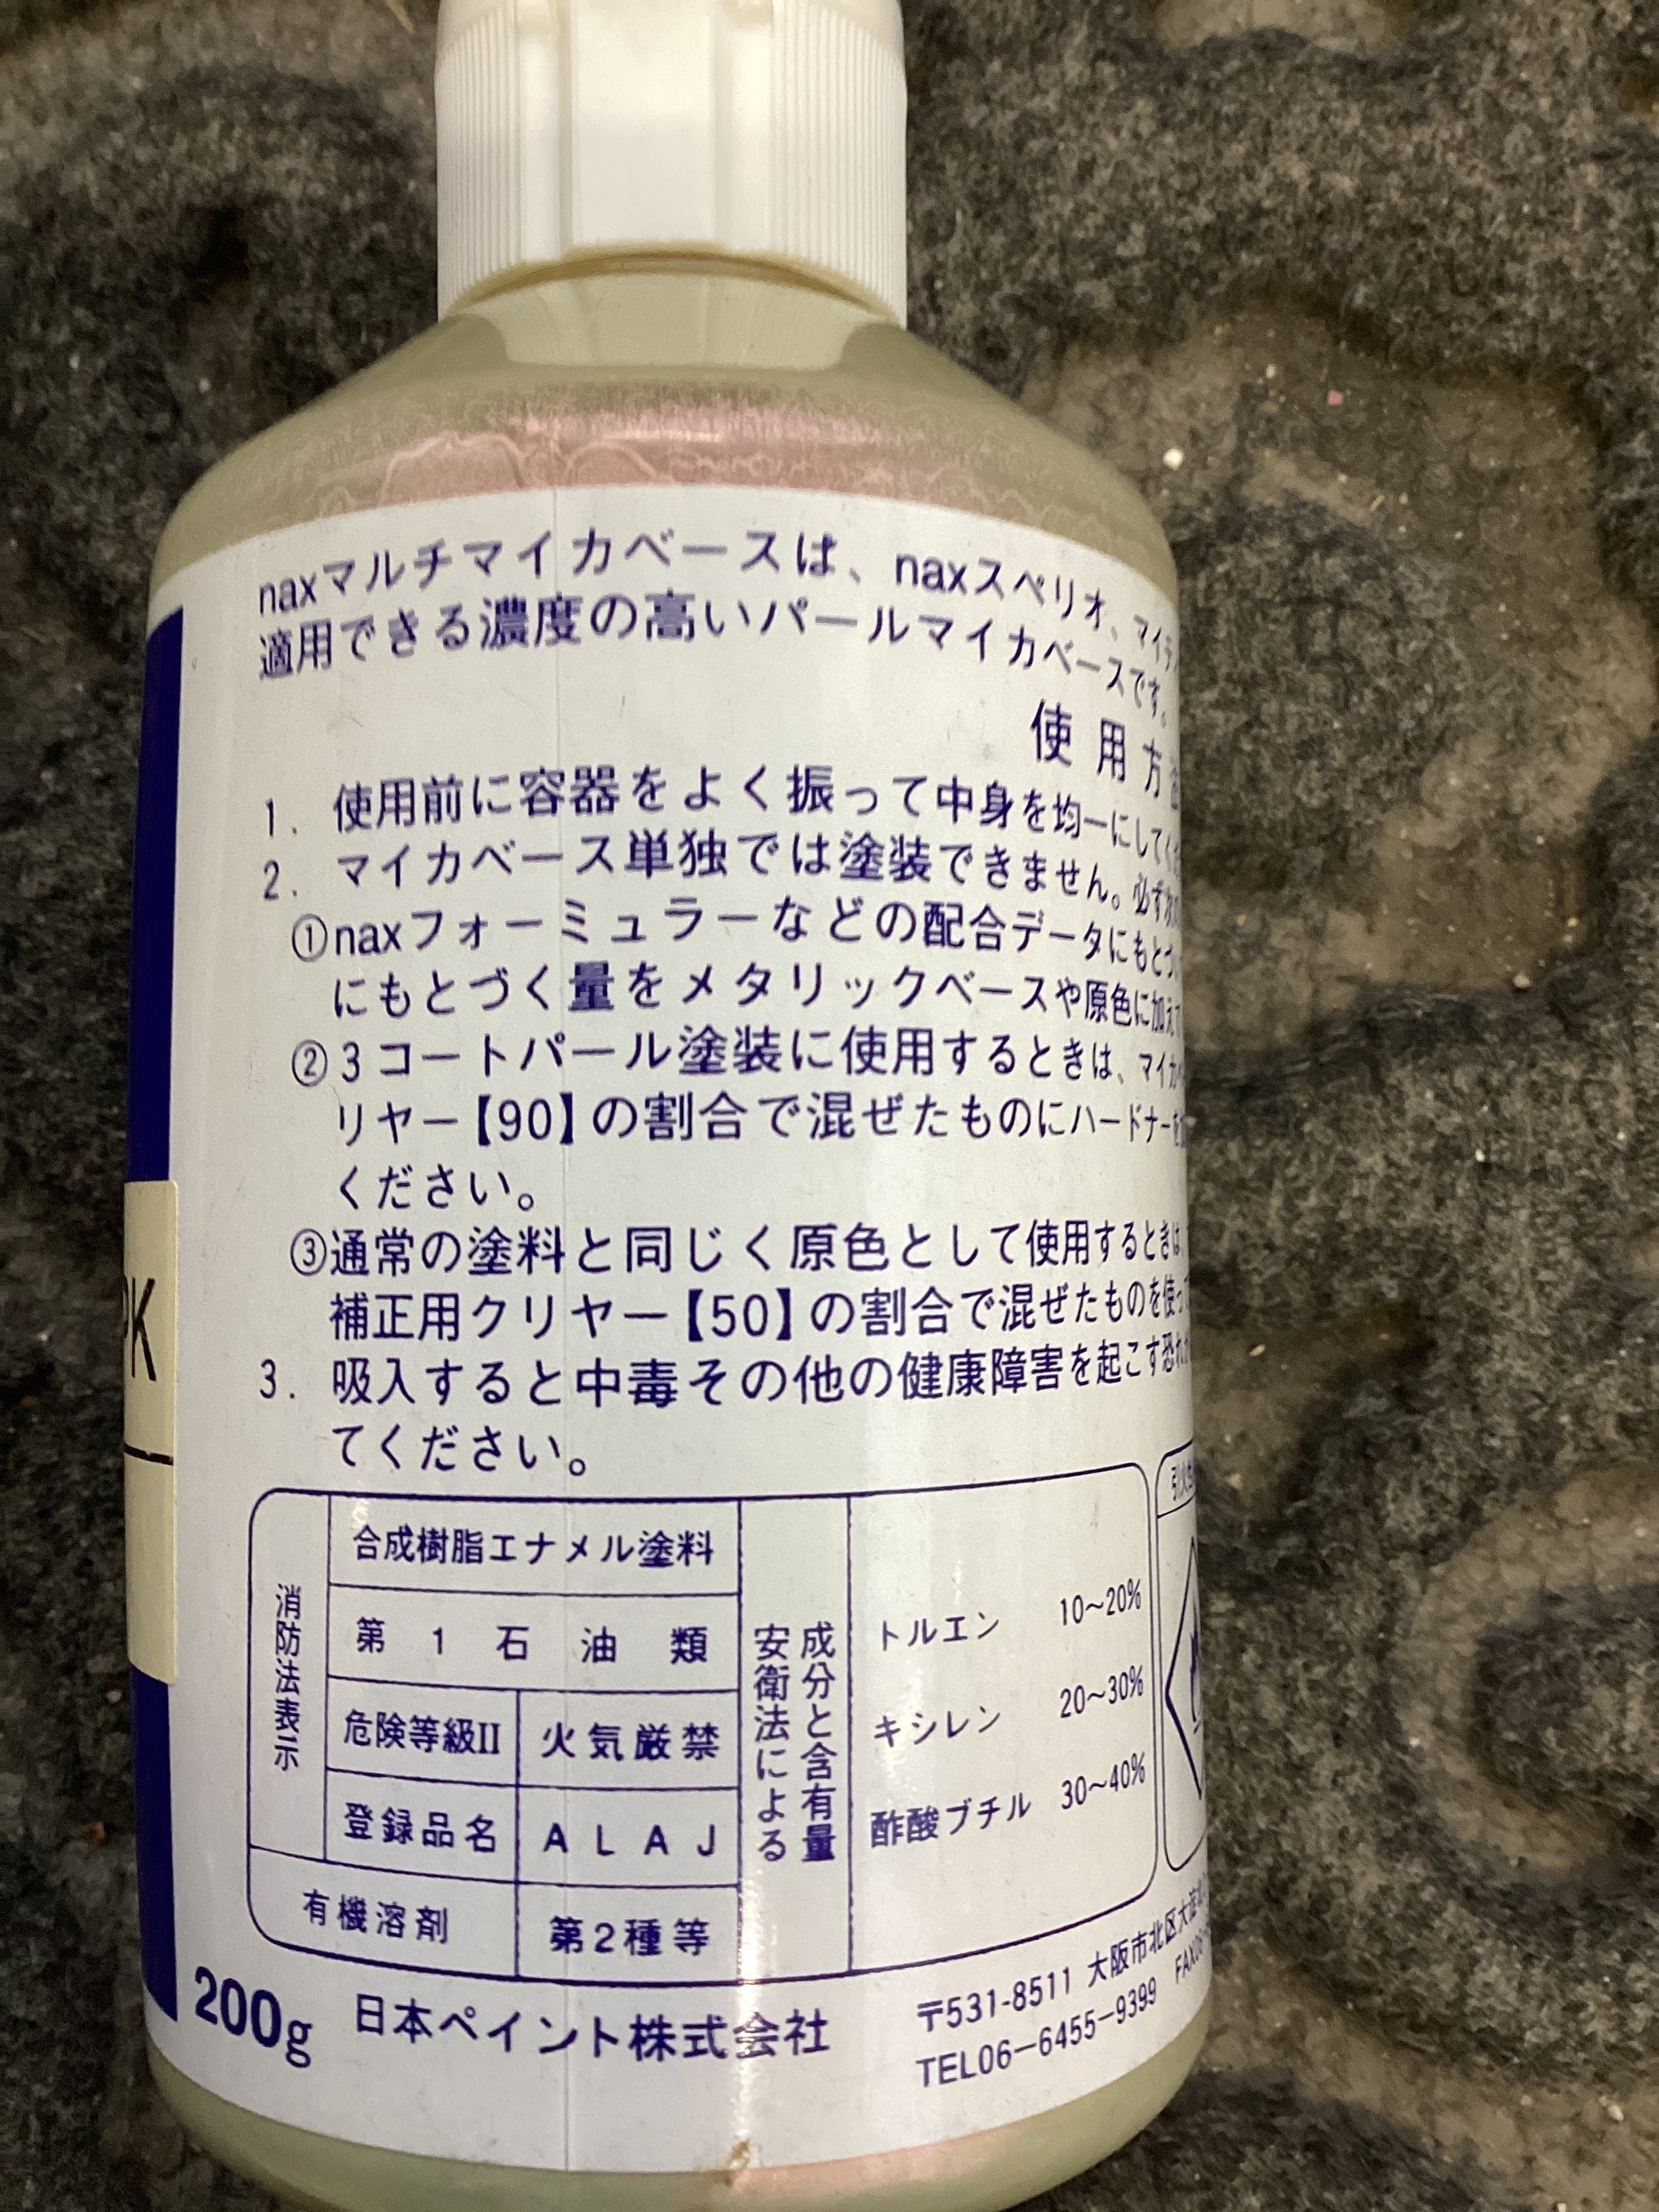 naxマルチマイカベースは、naxスペリオ、マイテ
適用できる濃度の高いパールマイカベースです。
使用方
1. 使用前に容器をよく振って中身を均一にしてく
2. マイカベース単独では塗装できません。必ず
①naxフォーミュラーなどの配合データにもとづ
にもとづく量をメタリックベースや原色に加え
②3コートパール塗装に使用するときは、マイカ
リヤー【90】の割合で混ぜたものにハードナーを
ください。
③通常の塗料と同じく原色として使用するときは
補正用クリヤー【50】の割合で混ぜたものを使っ
3. 吸入すると中毒その他の健康障害を起こす恐れ
てください。
消防法表示
合成樹脂エナメル塗料
第1石油類
危険等級II 火気厳禁
登録品名 ALAJ
有機溶剤 第2種等
安衛法による
成分と含有量
トルエン 10〜20%
キシレン 20〜30%
酢酸ブチル 30〜40%
引火
PK
200g 日本ペイント株式会社
〒531-8511 大阪市北区大淀北
TEL06-6455-9399 FAX06